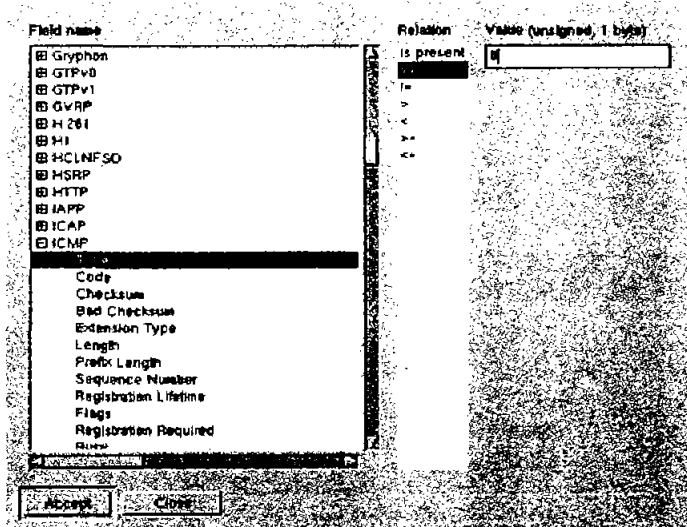 Field name
Gryphon
GTPv0
GTPv1
GVRP
H 261
H1
HCLNFSD
HSRP
HTTP
IAPP
ICAP
ICMP
Code
Checksum
Bad Checksum
Extension Type
Length
Prefix Length
Sequence Number
Registration Lifetime
Flags
Registration Required
Relation
is present
!=
>
<
>=
<=
Value (unsigned, 1 byte)
Accept
Close